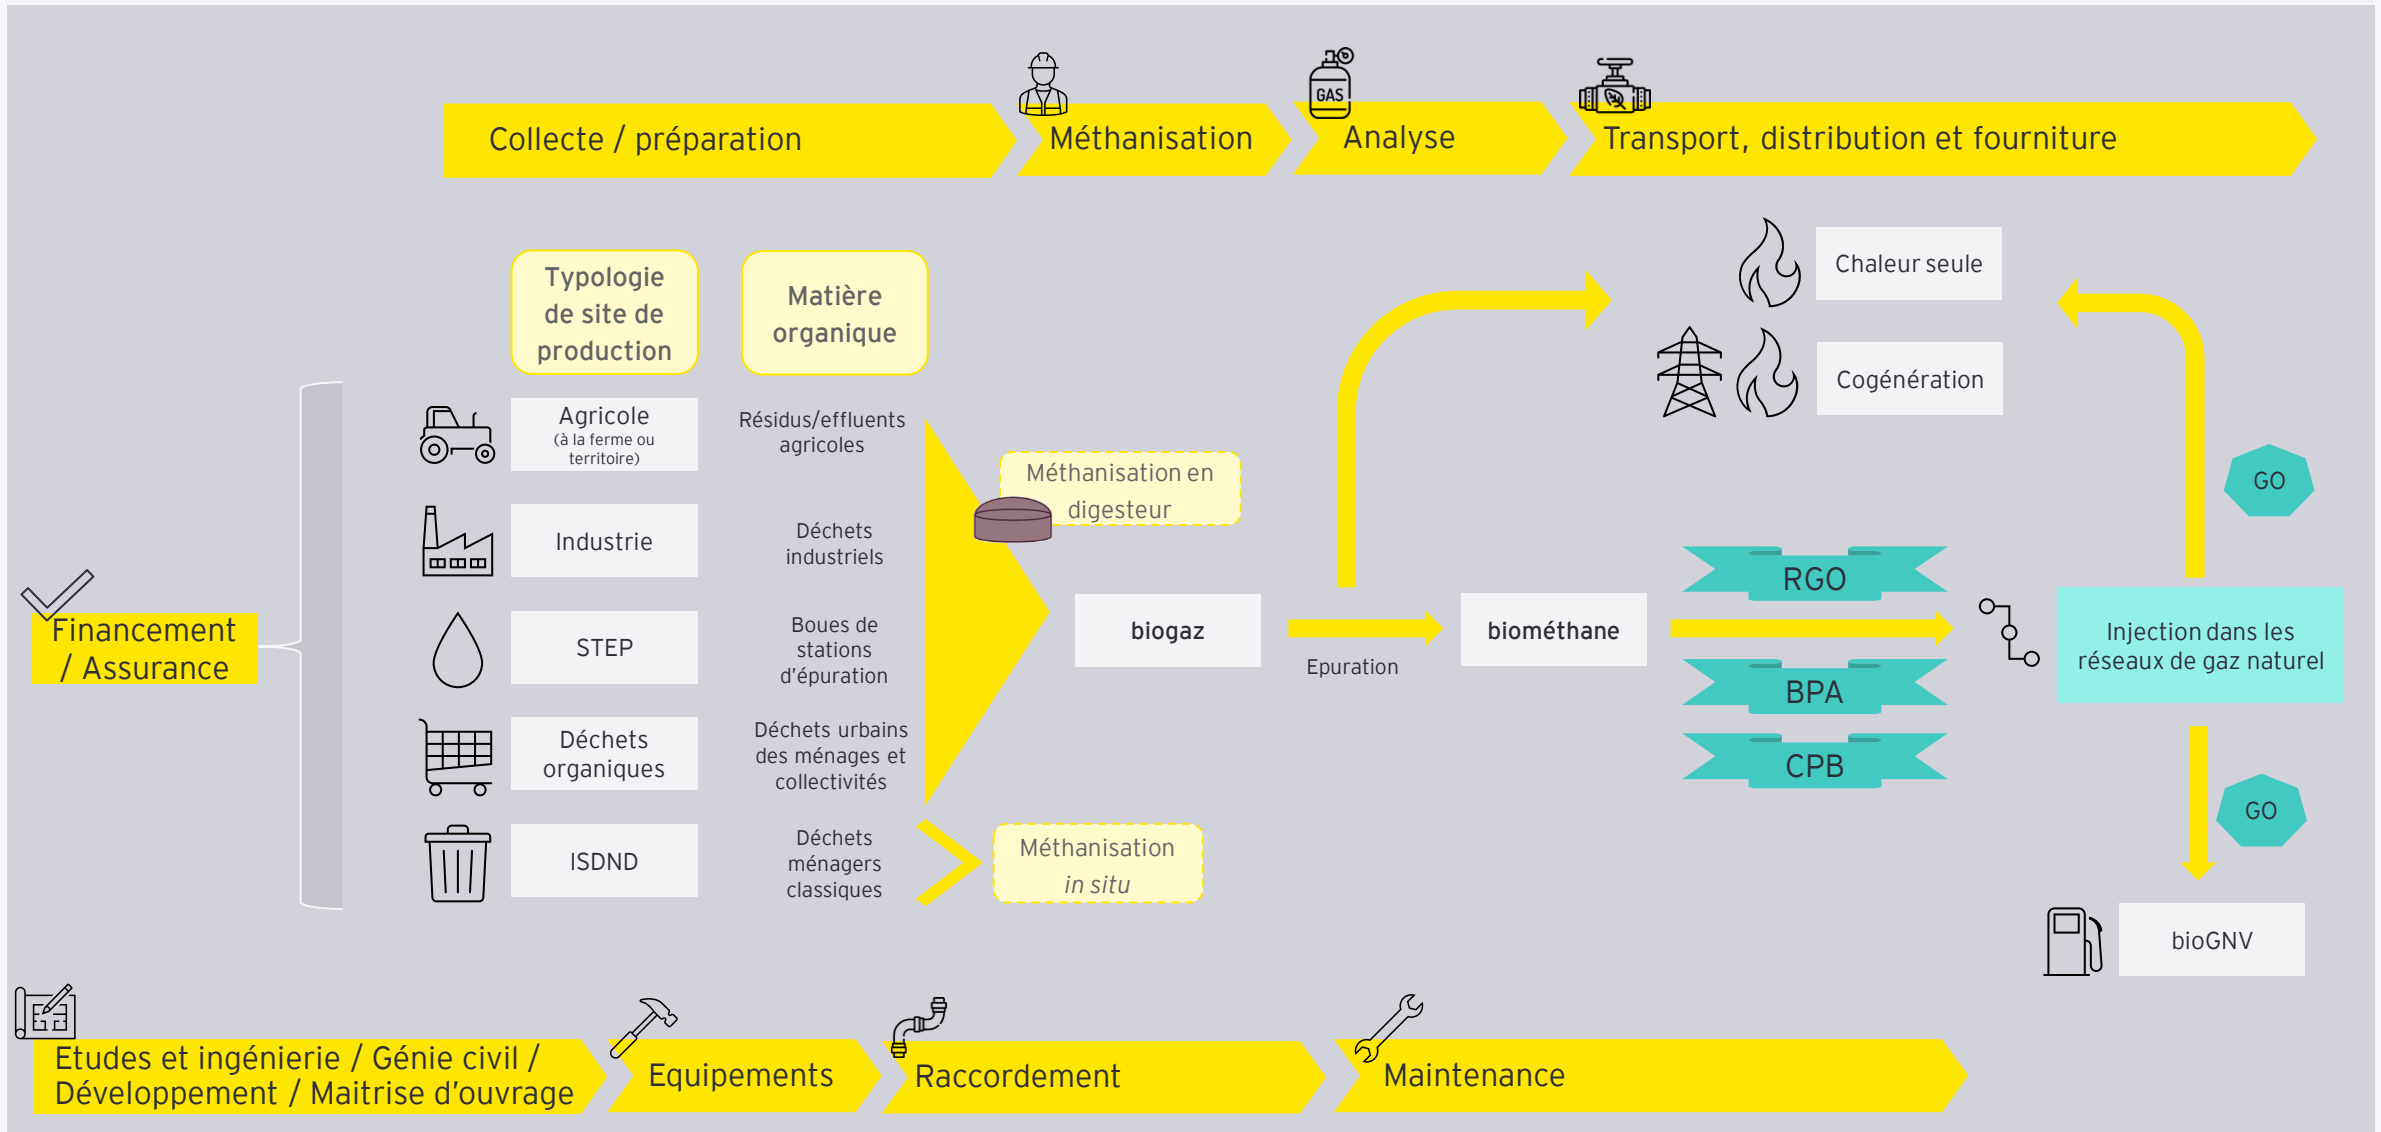 Collecte / préparation
Méthanisation
GAS
Analyse
Transport, distribution et fourniture
Typologie
de site de
production
Matière
organique
Chaleur seule
Cogénération
Agricole
(à la ferme ou
territoire)
Résidus/effluents
agricoles
Méthanisation en
digesteur
GO
Industrie
Déchets
industriels
RGO
Financement
/ Assurance
STEP
Boues de
stations
d'épuration
biogaz
Epuration
biométhane
Injection dans les
réseaux de gaz naturel
BPA
Déchets
organiques
Déchets urbains
des ménages et
collectivités
CPB
GO
ISDND
Déchets
ménagers
classiques
Méthanisation
in situ
bioGNV
Etudes et ingénierie / Génie civil /
Développement / Maitrise d'ouvrage
Equipements
Raccordement
Maintenance